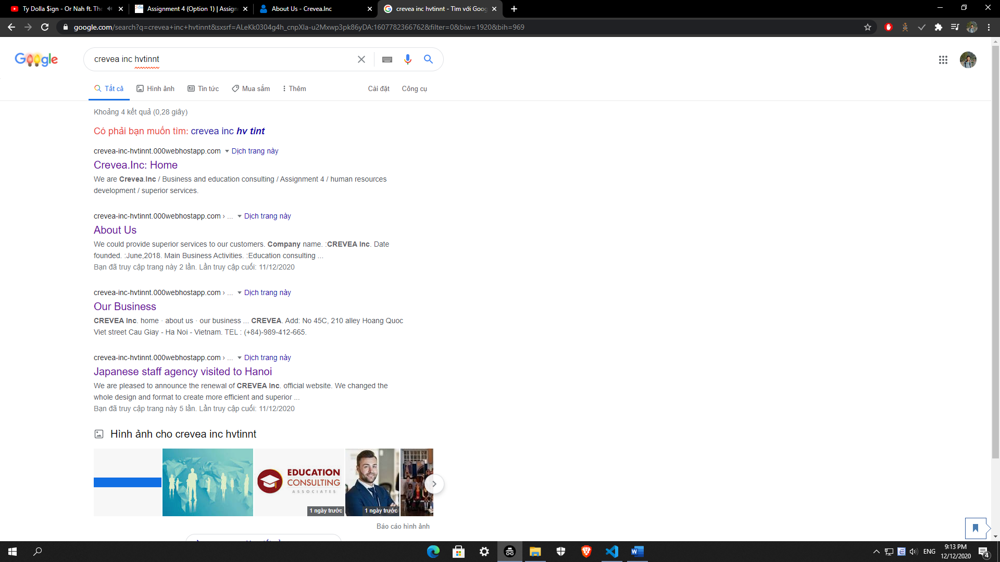 Ty Dolla $ign - Or Nah ft. The
Assignment 4 (Option 1) | Assign
About Us - Crevea.Inc
crevea inc hvtinnt - Tìm với Goog
google.com/search?q=crevea+inc+hvtinnt&sxsrf=ALeKk0304g4h_cnpXla-u2Mxwp3pk86yDA:1607782366762&filter=0&biw=1920&bih=969
Google
crevea inc hvtinnt
Tất cả
Hình ảnh
Tin tức
Mua sắm
Thêm
Cài đặt
Công cụ
Khoảng 4 kết quả (0,28 giây)
Có phải bạn muốn tìm: crevea inc hv tint
crevea-inc-hvtinnt.000webhostapp.com Dịch trang này
Crevea.Inc: Home
We are Crevea.Inc / Business and education consulting / Assignment 4 / human resources
development / superior services.
crevea-inc-hvtinnt.000webhostapp.com › ... Dịch trang này
About Us
We could provide superior services to our customers. Company name. :CREVEA Inc. Date
founded. :June,2018. Main Business Activities. :Education consulting ...
Bạn đã truy cập trang này 2 lần. Lần truy cập cuối: 11/12/2020
crevea-inc-hvtinnt.000webhostapp.com › ... Dịch trang này
Our Business
CREVEA Inc. home · about us · our business ... CREVEA. Add: No 45C, 210 alley Hoang Quoc
Viet street Cau Giay - Ha Noi - Vietnam. TEL : (+84)-989-412-665.
crevea-inc-hvtinnt.000webhostapp.com › ... Dịch trang này
Japanese staff agency visited to Hanoi
We are pleased to announce the renewal of CREVEA Inc. official website. We changed the
whole design and format to create more efficient and superior ...
Bạn đã truy cập trang này 5 lần. Lần truy cập cuối: 11/12/2020
Hình ảnh cho crevea inc hvtinnt
EDUCATION
CONSULTING
ASSOCIATES
1 ngày trước
1 ngày trước
Báo cáo hình ảnh
ENG
9:13 PM
12/12/2020
4